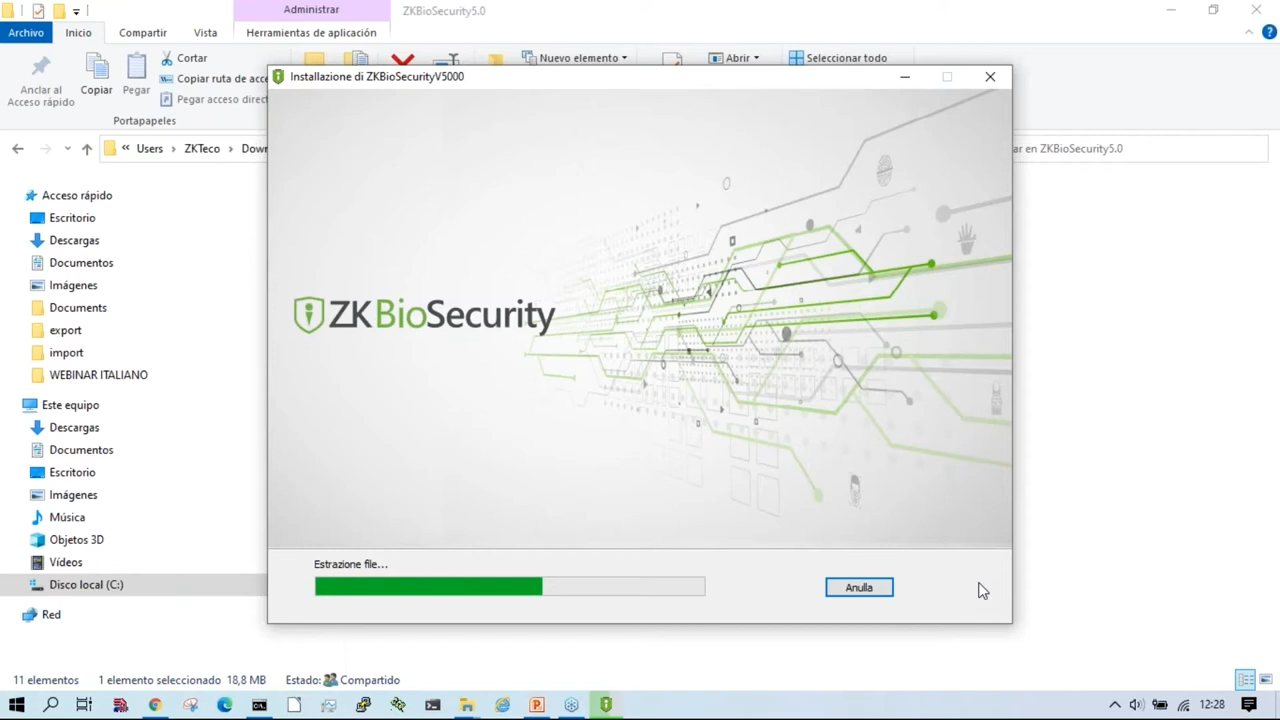 Administrar
ZKBioSecurity5.0
Archivo
Inicio
Compartir
Vista
Herramientas de aplicación
Anclar al
Acceso rápido
Copiar
Pegar
Cortar
Copiar ruta de acce
Pegar acceso direct
Nuevo elemento
Abrir
Seleccionar todo
Portapapeles
Installazione di ZKBioSecurityV5000
« Users > ZKTeco > Down
ar en ZKBioSecurity5.0
Acceso rápido
Escritorio
Descargas
Documentos
Imágenes
Documents
export
import
WEBINAR ITALIANO
Este equipo
Descargas
Documentos
Escritorio
Imágenes
Música
Objetos 3D
Vídeos
Disco local (C:)
Red
ZKBioSecurity
Estrazione file...
Anulla
11 elementos
1 elemento seleccionado 18,8 MB
Estado: Compartido
12:28